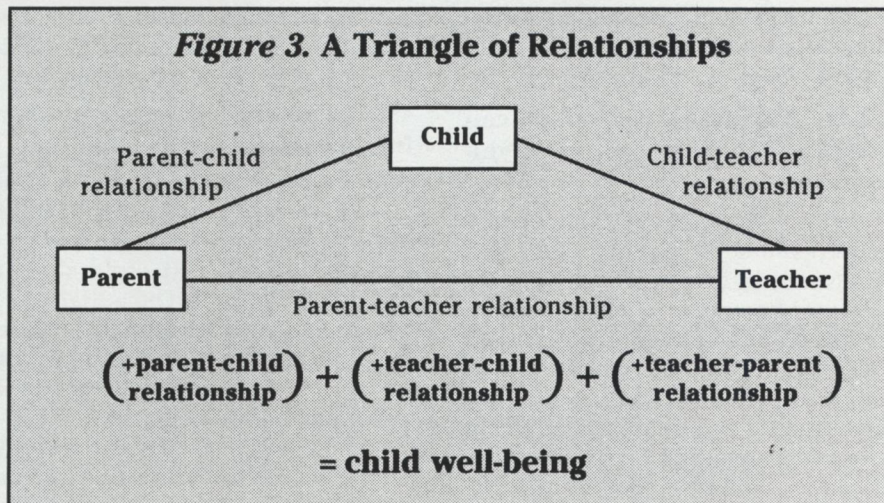 Figure 3. A Triangle of Relationships
Child
Parent-child
relationship
Child-teacher
relationship
Parent
Teacher
Parent-teacher relationship
(+parent-child relationship) + (+teacher-child relationship) + (+teacher-parent relationship)
= child well-being